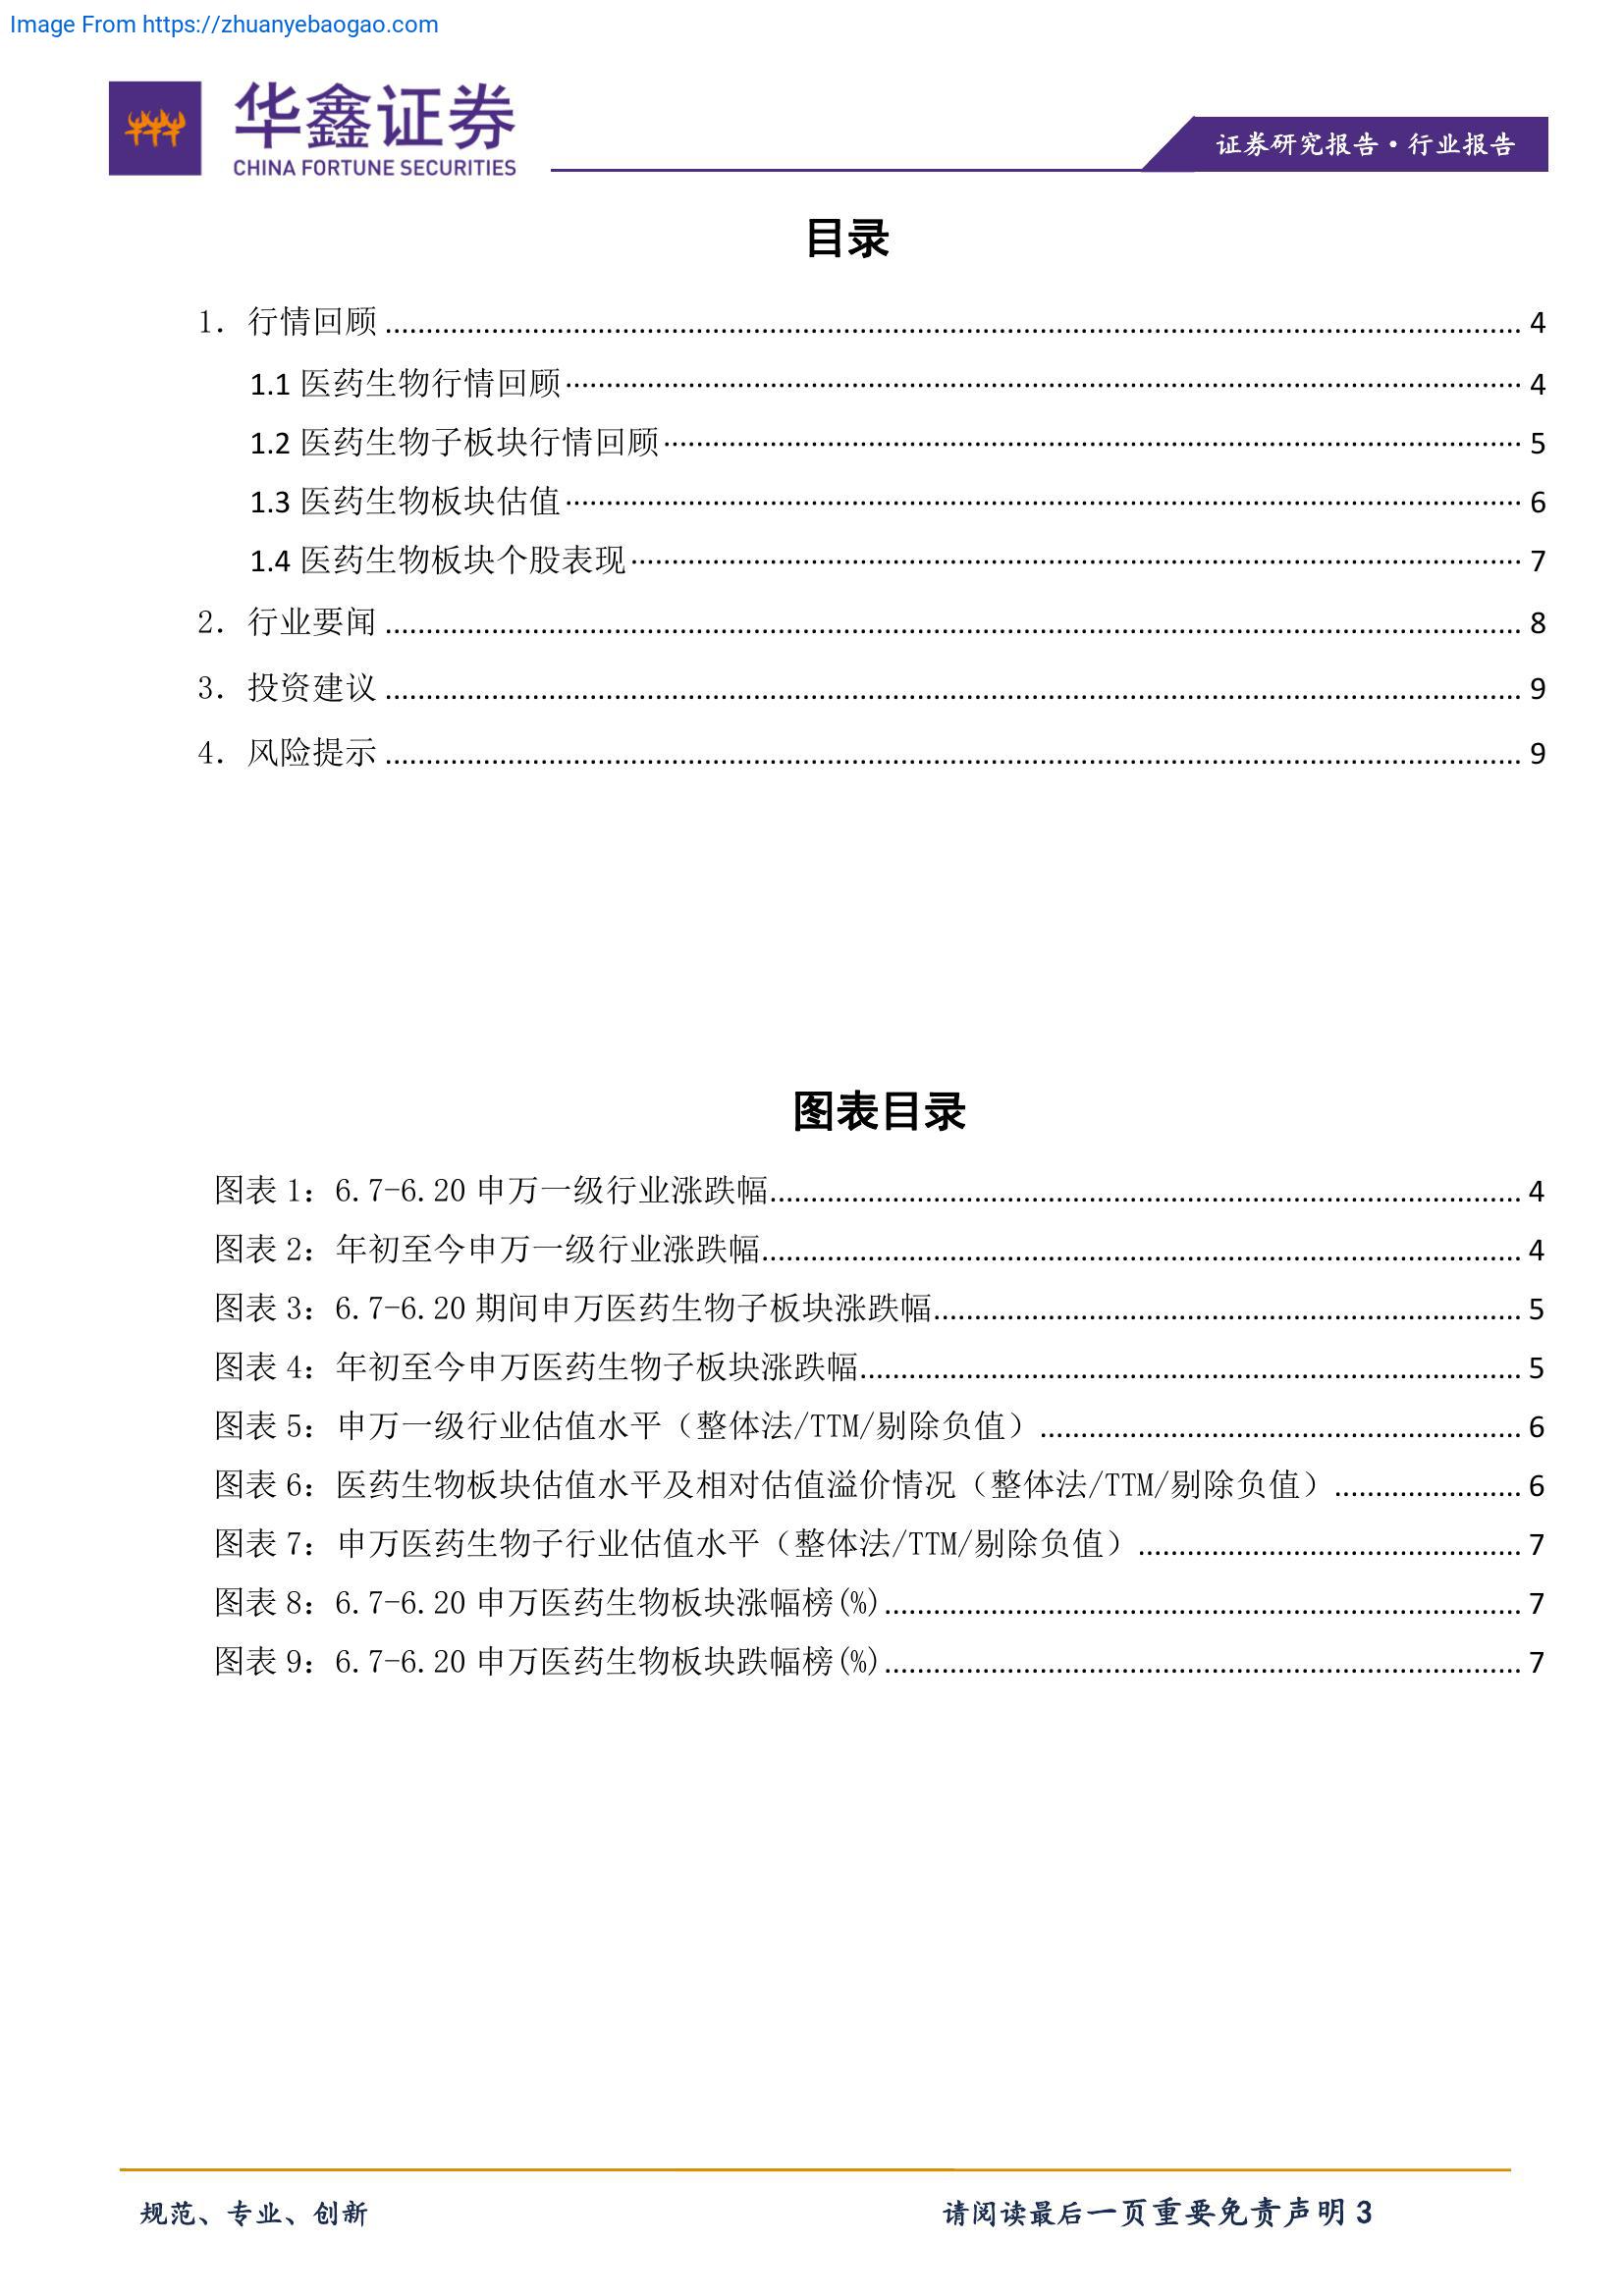 Image From https://zhuanyebaogao.com
华鑫证券
CHINA FORTUNE SECURITIES
证券研究报告·行业报告
目录
1. 行情回顾 ........................................ 4
1.1 医药生物行情回顾 ........................................ 4
1.2 医药生物子板块行情回顾 ........................................ 5
1.3 医药生物板块估值 ........................................ 6
1.4 医药生物板块个股表现 ........................................ 7
2. 行业要闻 ........................................ 8
3. 投资建议 ........................................ 9
4. 风险提示 ........................................ 9
图表目录
图表 1：6.7-6.20 申万一级行业涨跌幅 ........................................ 4
图表 2：年初至今申万一级行业涨跌幅 ........................................ 4
图表 3：6.7-6.20 期间申万医药生物子板块涨跌幅 ........................................ 5
图表 4：年初至今申万医药生物子板块涨跌幅 ........................................ 5
图表 5：申万一级行业估值水平（整体法/TTM/剔除负值） ........................................ 6
图表 6：医药生物板块估值水平及相对估值溢价情况（整体法/TTM/剔除负值） ........................................ 6
图表 7：申万医药生物子行业估值水平（整体法/TTM/剔除负值） ........................................ 7
图表 8：6.7-6.20 申万医药生物板块涨幅榜(%) ........................................ 7
图表 9：6.7-6.20 申万医药生物板块跌幅榜(%) ........................................ 7
规范、专业、创新 请阅读最后一页重要免责声明 3